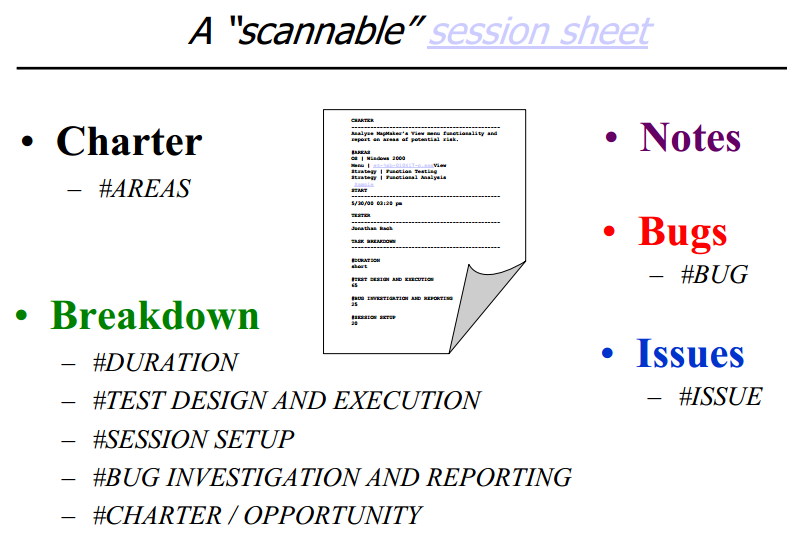 A “scannable” session sheet
• Charter
– #AREAS
• Breakdown
– #DURATION
– #TEST DESIGN AND EXECUTION
– #SESSION SETUP
– #BUG INVESTIGATION AND REPORTING
– #CHARTER / OPPORTUNITY
CHARTER
-----------------------------------------------
Analyze MapMaker's View menu functionality and
report on areas of potential risk.
#AREAS
OS | Windows 2000
Menu | View
Strategy | Function Testing
Strategy | Functional Analysis
START
-----------------------------------------------
5/30/00 03:20 pm
TESTER
-----------------------------------------------
Jonathan Bach
TASK BREAKDOWN
-----------------------------------------------
#DURATION
short
#TEST DESIGN AND EXECUTION
65
#BUG INVESTIGATION AND REPORTING
25
#SESSION SETUP
20
• Notes
• Bugs
– #BUG
• Issues
– #ISSUE